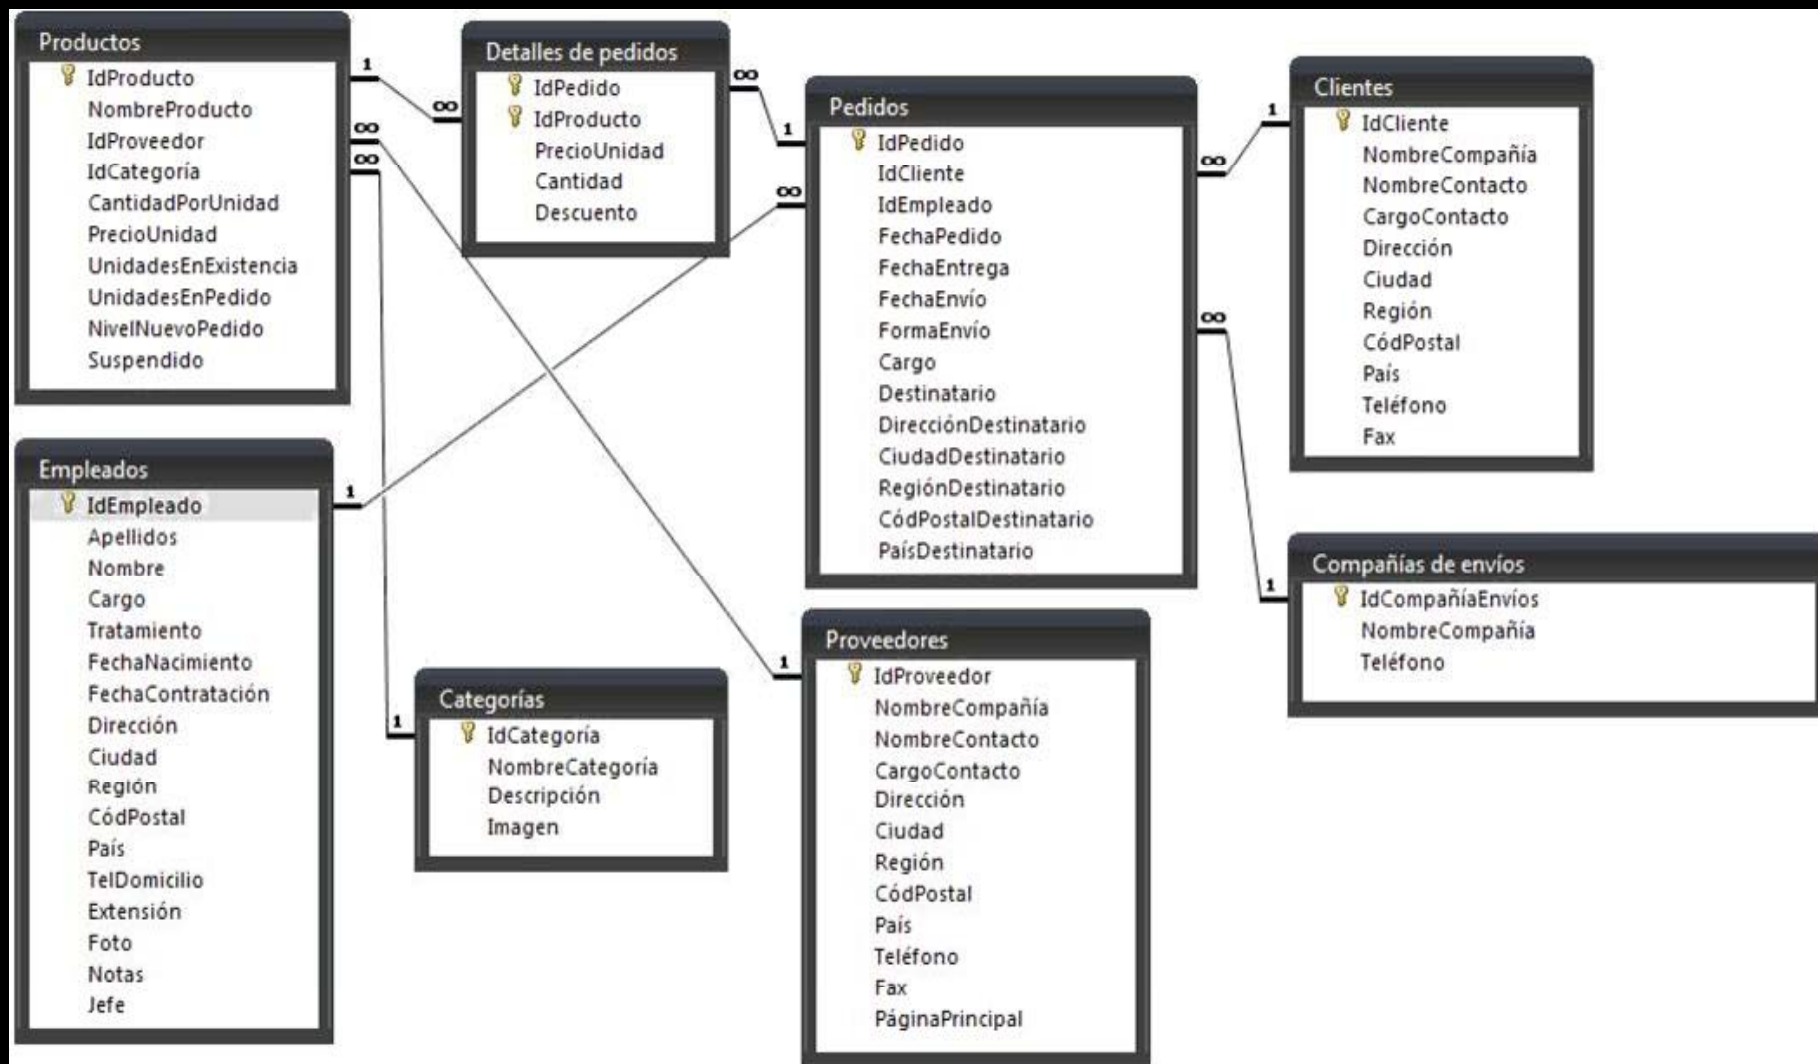 Productos
IdProducto
NombreProducto
IdProveedor
IdCategoría
CantidadPorUnidad
PrecioUnidad
UnidadesEnExistencia
UnidadesEnPedido
NivelNuevoPedido
Suspendido
1
∞
∞
∞
Detalles de pedidos
IdPedido
IdProducto
PrecioUnidad
Cantidad
Descuento
∞
1
∞
Pedidos
IdPedido
IdCliente
IdEmpleado
FechaPedido
FechaEntrega
FechaEnvío
FormaEnvío
Cargo
Destinatario
DirecciónDestinatario
CiudadDestinatario
RegiónDestinatario
CódPostalDestinatario
PaísDestinatario
∞
1
∞
1
Clientes
IdCliente
NombreCompañía
NombreContacto
CargoContacto
Dirección
Ciudad
Región
CódPostal
País
Teléfono
Fax
Empleados
IdEmpleado
Apellidos
Nombre
Cargo
Tratamiento
FechaNacimiento
FechaContratación
Dirección
Ciudad
Región
CódPostal
País
TelDomicilio
Extensión
Foto
Notas
Jefe
1
1
Categorías
IdCategoría
NombreCategoría
Descripción
Imagen
1
Proveedores
IdProveedor
NombreCompañía
NombreContacto
CargoContacto
Dirección
Ciudad
Región
CódPostal
País
Teléfono
Fax
PáginaPrincipal
Compañías de envíos
IdCompañíaEnvíos
NombreCompañía
Teléfono